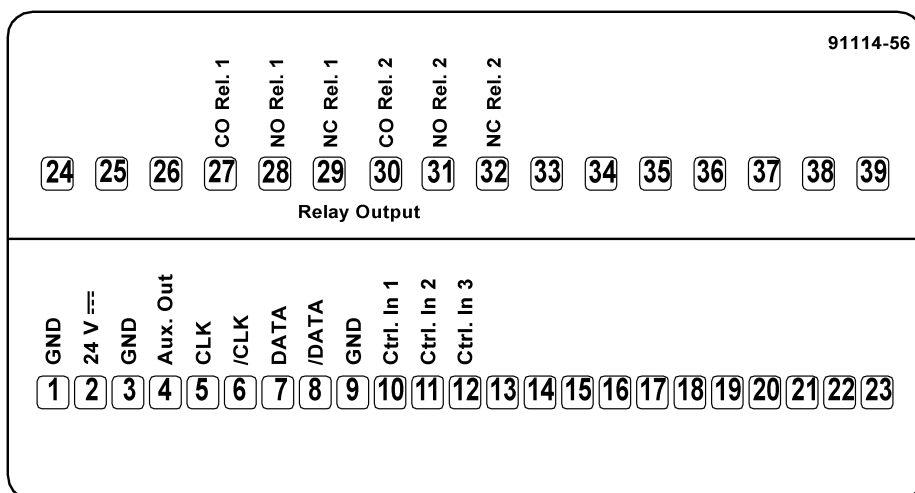 91114-56
CO Rel. 1
NO Rel. 1
NC Rel. 1
CO Rel. 2
NO Rel. 2
NC Rel. 2
24 25 26 27 28 29 30 31 32 33 34 35 36 37 38 39
Relay Output
GND
24 V ⎓
GND
Aux. Out
CLK
/CLK
DATA
/DATA
GND
Ctrl. In 1
Ctrl. In 2
Ctrl. In 3
1 2 3 4 5 6 7 8 9 10 11 12 13 14 15 16 17 18 19 20 21 22 23